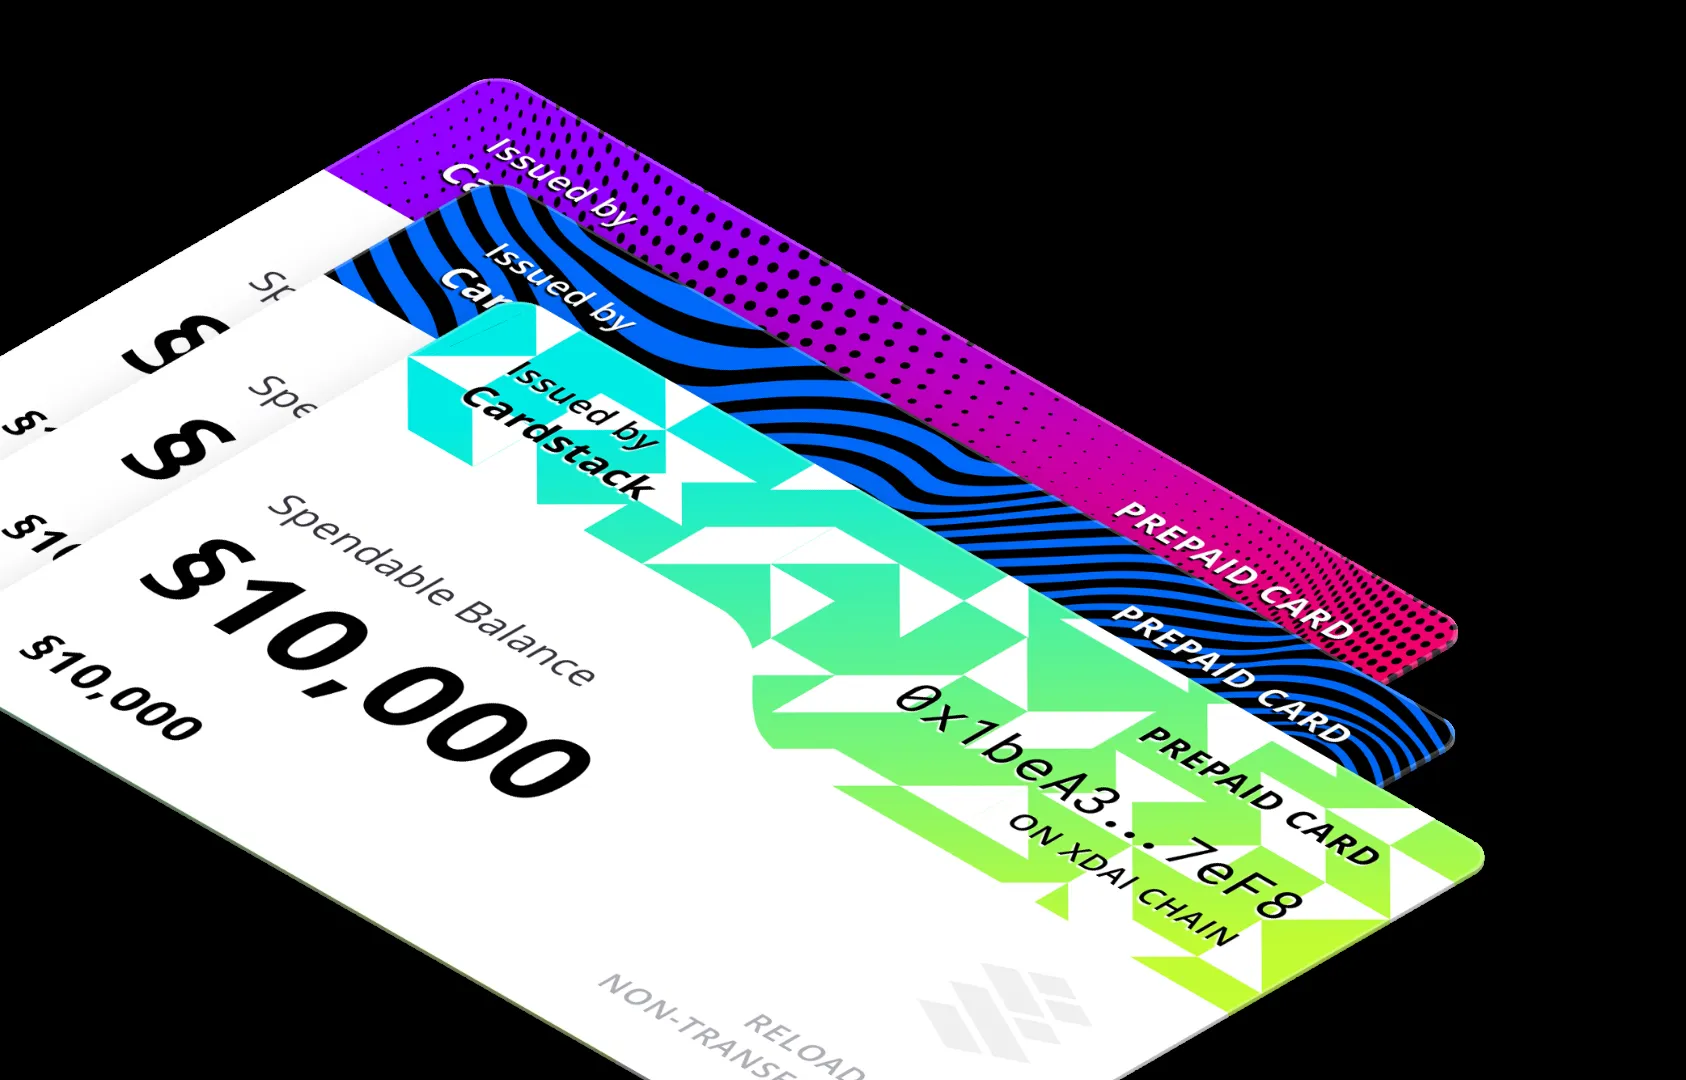 Issued by
PREPAID CARD
§
Issued by
PREPAID CARD
§
Issued by
Cardstack
PREPAID CARD
0x1beA3...7eF8
ON XDAI CHAIN
Spendable Balance
§10,000
§10,000